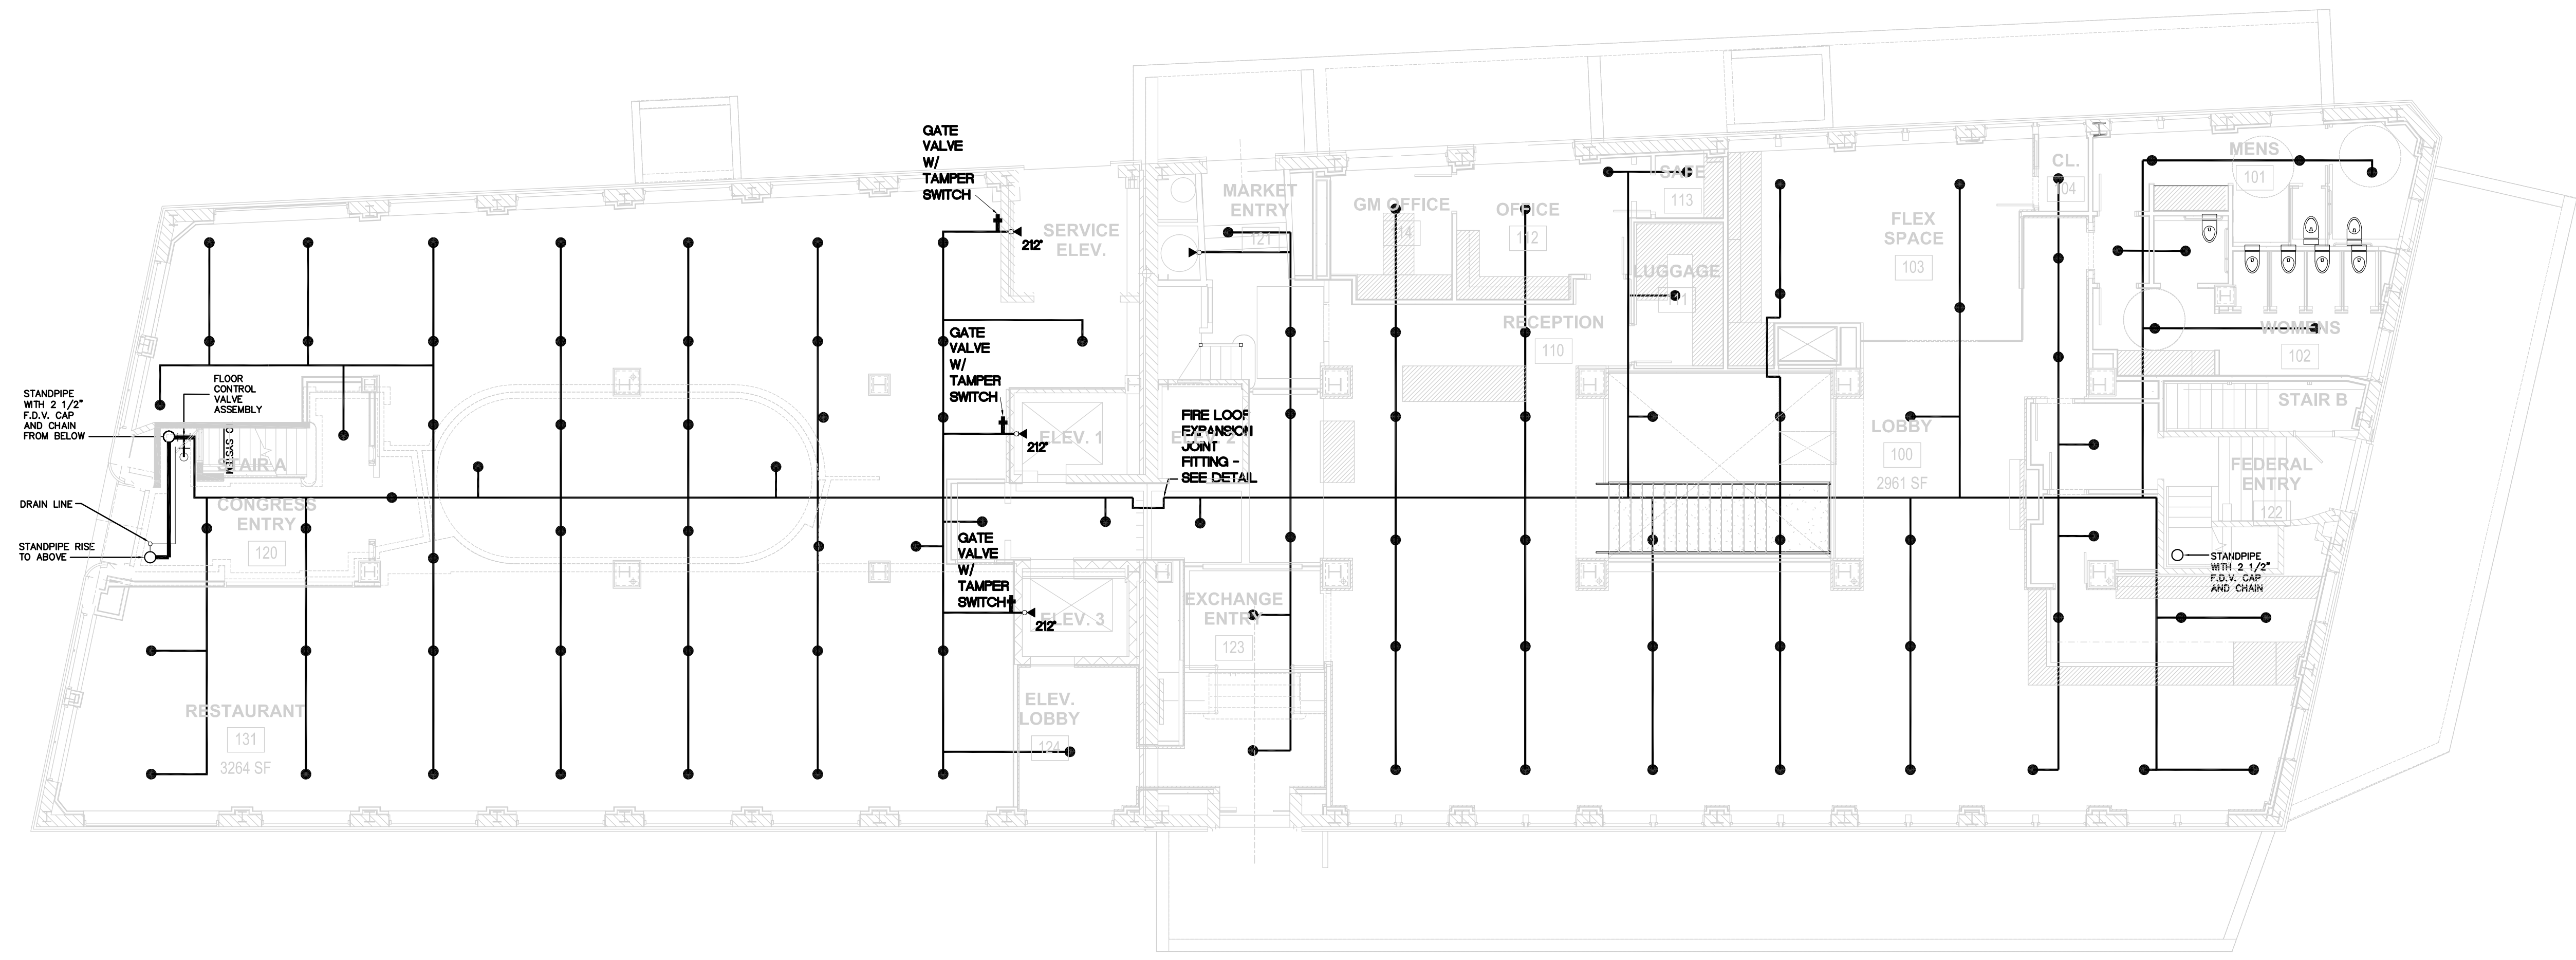 GATE
VALVE
W/
TAMPER
SWITCH
212°
SERVICE
ELEV.
MARKET
ENTRY
121
GM OFFICE
OFFICE
112
SAFE
113
LUGGAGE
111
RECEPTION
110
FLEX
SPACE
103
CL.
MENS
101
WOMENS
102
STAIR B
STANDPIPE
WITH 2 1/2"
F.D.V. CAP
AND CHAIN
FROM BELOW
FLOOR
CONTROL
VALVE
ASSEMBLY
STAIR A
DRAIN LINE
CONGRESS
ENTRY
120
STANDPIPE RISE
TO ABOVE
GATE
VALVE
W/
TAMPER
SWITCH
212°
ELEV. 1
ELEV. 2
FIRE LOOP
EXPANSION
JOINT
FITTING -
SEE DETAIL
LOBBY
100
2961 SF
FEDERAL
ENTRY
122
STANDPIPE
WITH 2 1/2"
F.D.V. CAP
AND CHAIN
GATE
VALVE
W/
TAMPER
SWITCH
212°
ELEV. 3
EXCHANGE
ENTRY
123
ELEV.
LOBBY
124
RESTAURANT
131
3264 SF